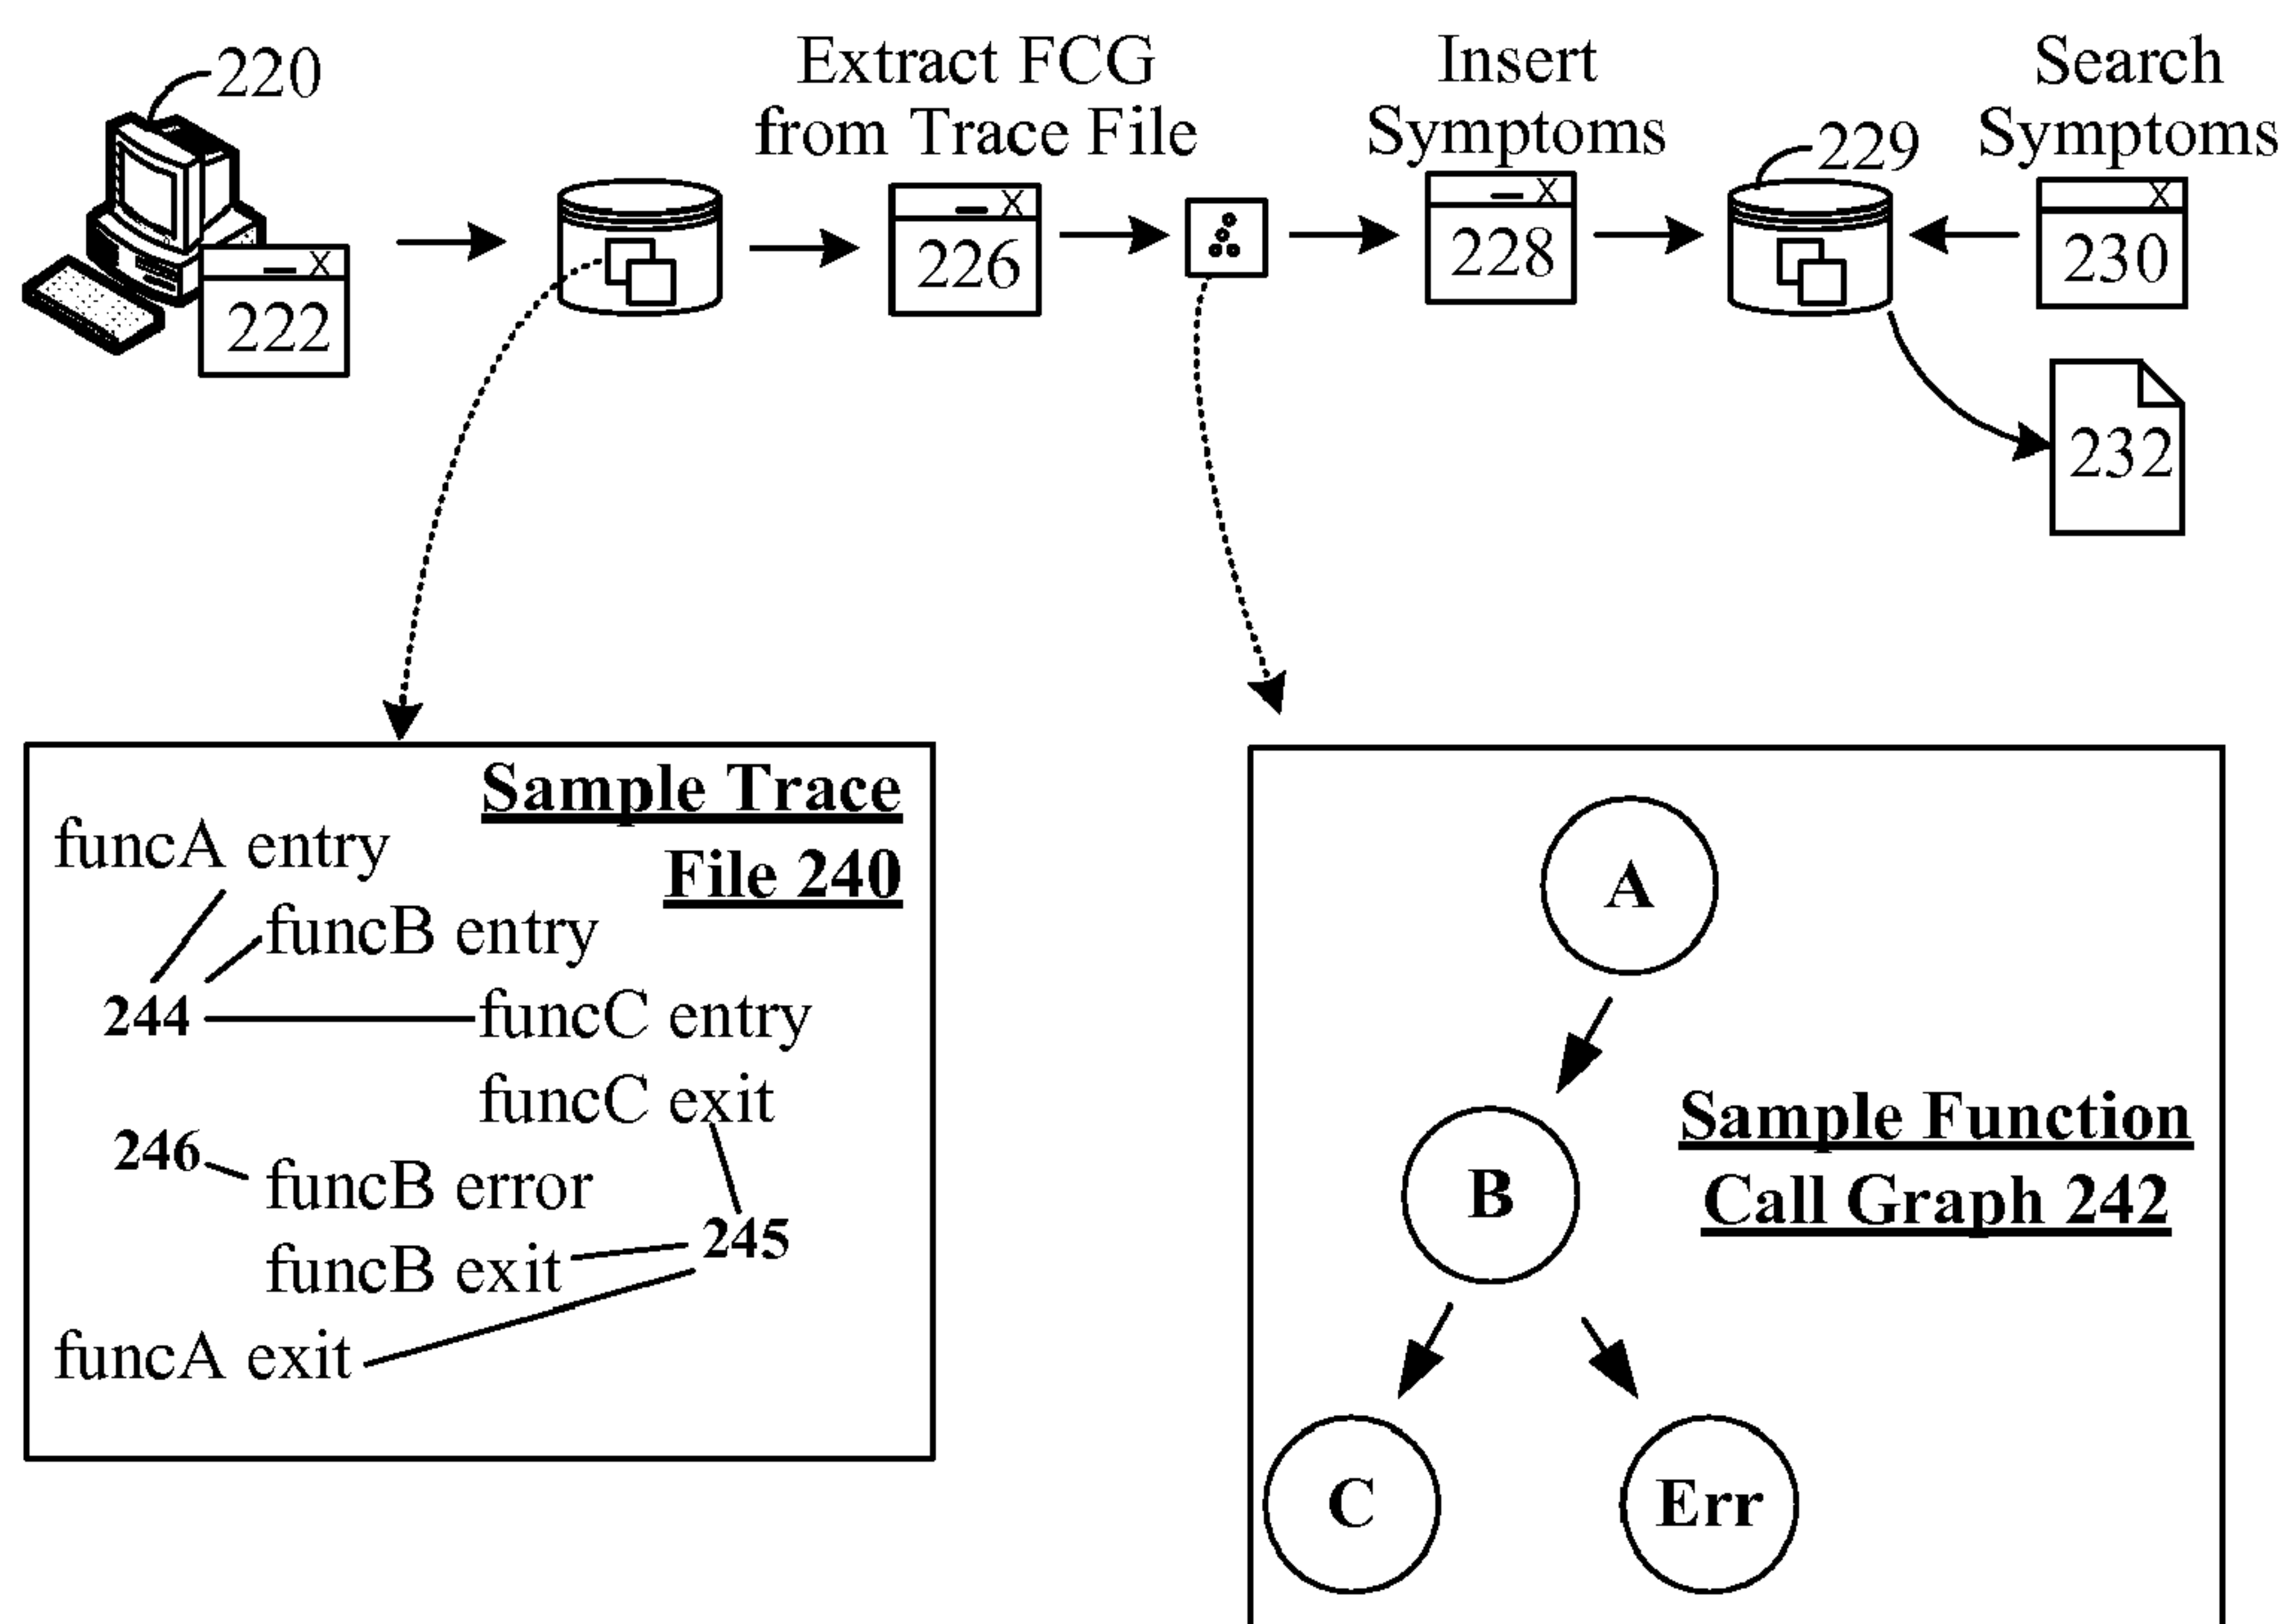 220
Extract FCG
from Trace File
Insert
Symptoms
229
Search
Symptoms
X
222
X
226
X
228
X
230
232
Sample Trace
File 240
funcA entry
funcB entry
244
funcC entry
funcC exit
246
funcB error
245
funcB exit
funcA exit
A
B
Sample Function
Call Graph 242
C
Err